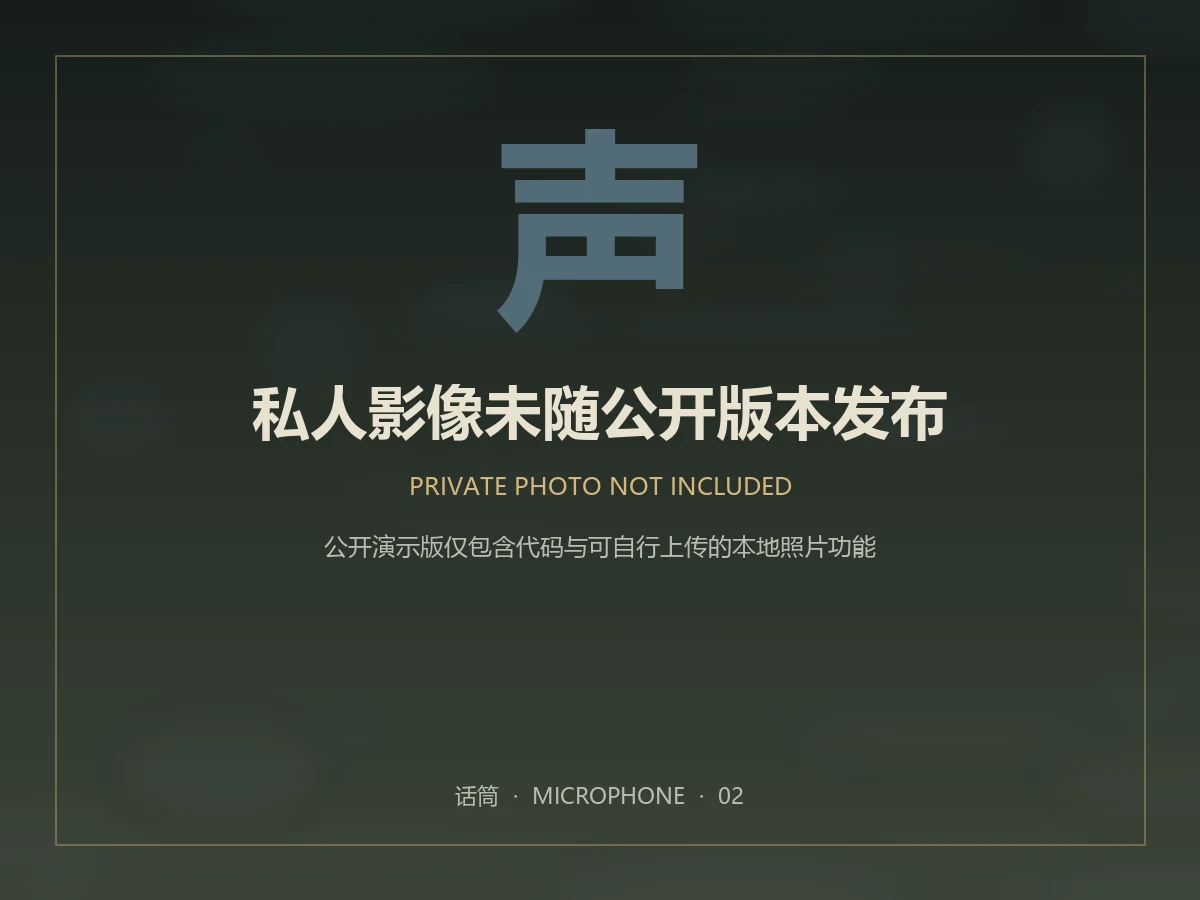 声
私人影像未随公开版本发布
PRIVATE PHOTO NOT INCLUDED
公开演示版仅包含代码与可自行上传的本地照片功能
话筒 · MICROPHONE · 02